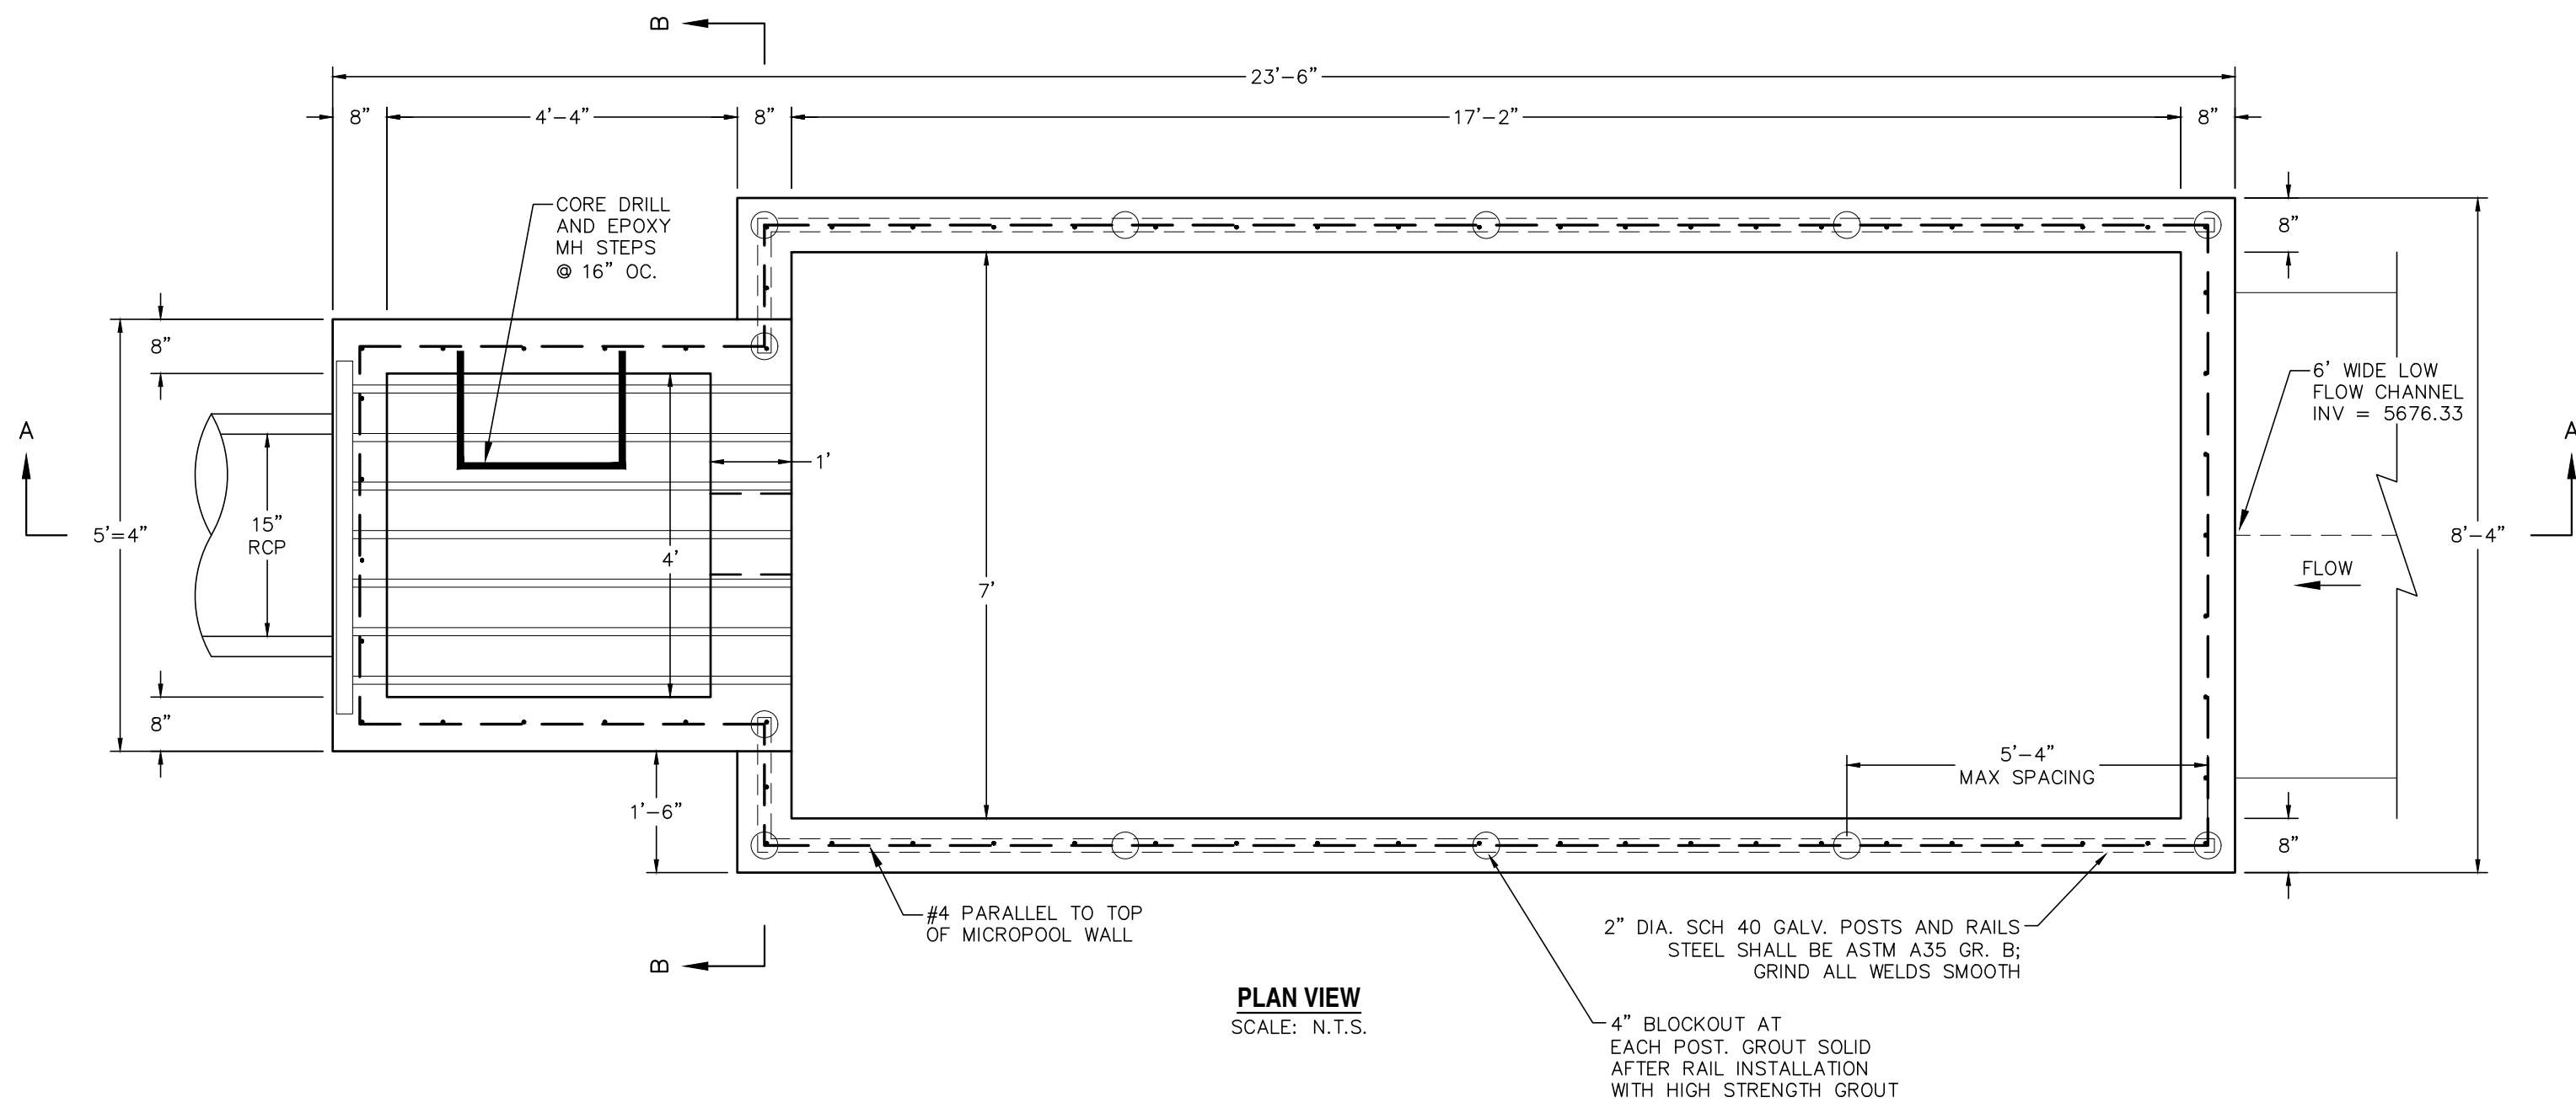 B
23'-6"
8"
4'-4"
8"
17'-2"
8"
CORE DRILL
AND EPOXY
MH STEPS
@ 16" OC.
8"
8"
A
6' WIDE LOW
FLOW CHANNEL
INV = 5676.33
A
1'
15"
RCP
5'=4"
4'
7'
8'-4"
FLOW
8"
5'-4"
MAX SPACING
1'-6"
8"
#4 PARALLEL TO TOP
OF MICROPOOL WALL
2" DIA. SCH 40 GALV. POSTS AND RAILS
STEEL SHALL BE ASTM A35 GR. B;
GRIND ALL WELDS SMOOTH
B
PLAN VIEW
SCALE: N.T.S.
4" BLOCKOUT AT
EACH POST. GROUT SOLID
AFTER RAIL INSTALLATION
WITH HIGH STRENGTH GROUT